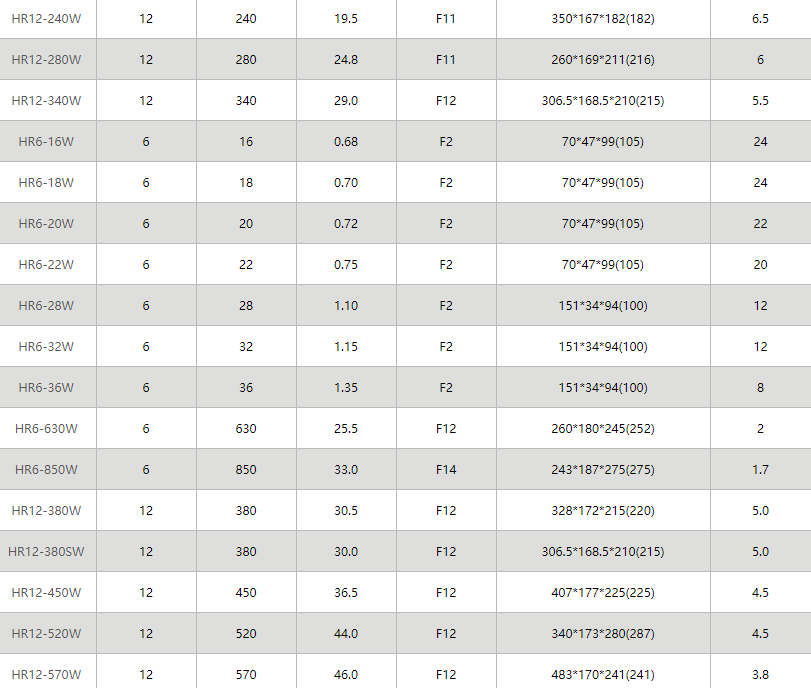 HR12-240W 12 240 19.5 F11 350*167*182(182) 6.5
HR12-280W 12 280 24.8 F11 260*169*211(216) 6
HR12-340W 12 340 29.0 F12 306.5*168.5*210(215) 5.5
HR6-16W 6 16 0.68 F2 70*47*99(105) 24
HR6-18W 6 18 0.70 F2 70*47*99(105) 24
HR6-20W 6 20 0.72 F2 70*47*99(105) 22
HR6-22W 6 22 0.75 F2 70*47*99(105) 20
HR6-28W 6 28 1.10 F2 151*34*94(100) 12
HR6-32W 6 32 1.15 F2 151*34*94(100) 12
HR6-36W 6 36 1.35 F2 151*34*94(100) 8
HR6-630W 6 630 25.5 F12 260*180*245(252) 2
HR6-850W 6 850 33.0 F14 243*187*275(275) 1.7
HR12-380W 12 380 30.5 F12 328*172*215(220) 5.0
HR12-380SW 12 380 30.0 F12 306.5*168.5*210(215) 5.0
HR12-450W 12 450 36.5 F12 407*177*225(225) 4.5
HR12-520W 12 520 44.0 F12 340*173*280(287) 4.5
HR12-570W 12 570 46.0 F12 483*170*241(241) 3.8